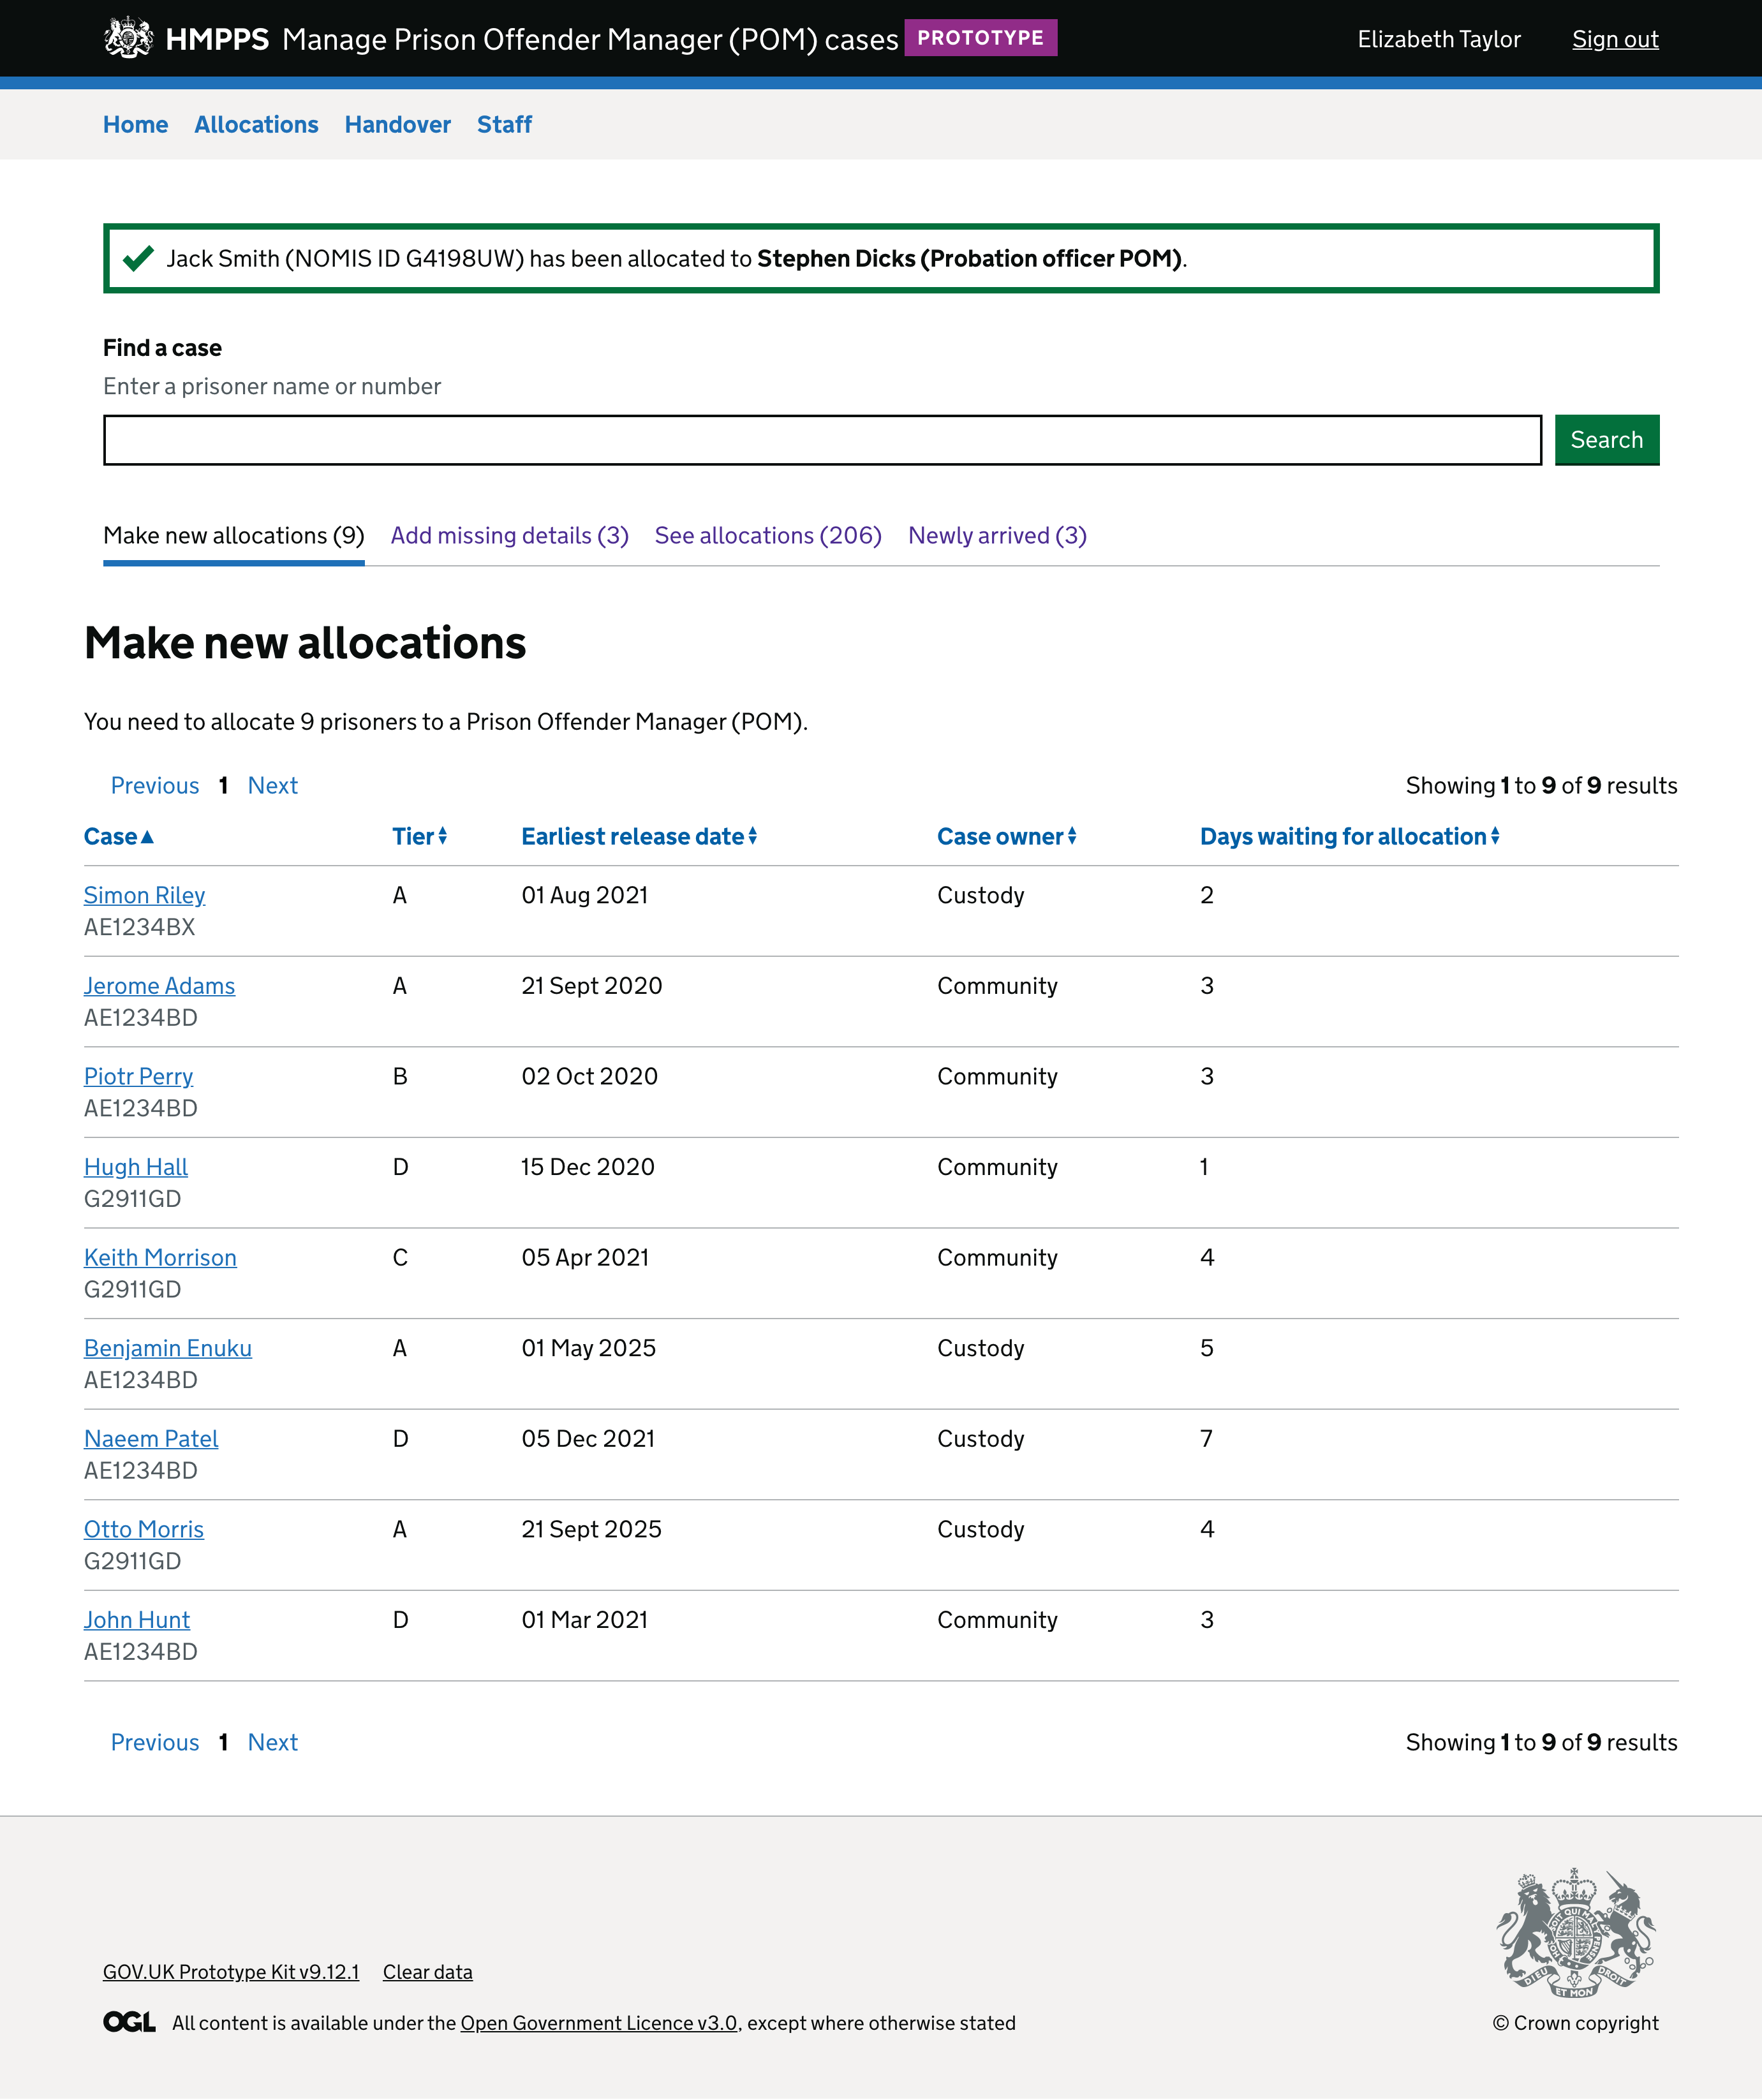 HMPPS Manage Prison Offender Manager (POM) cases PROTOTYPE Elizabeth Taylor Sign out
Home Allocations Handover Staff
Jack Smith (NOMIS ID G4198UW) has been allocated to Stephen Dicks (Probation officer POM).
Find a case
Enter a prisoner name or number
Search
Make new allocations (9) Add missing details (3) See allocations (206) Newly arrived (3)
Make new allocations
You need to allocate 9 prisoners to a Prison Offender Manager (POM).
Previous 1 Next Showing 1 to 9 of 9 results
Case Tier Earliest release date Case owner Days waiting for allocation
Simon Riley A 01 Aug 2021 Custody 2
AE1234BX
Jerome Adams A 21 Sept 2020 Community 3
AE1234BD
Piotr Perry B 02 Oct 2020 Community 3
AE1234BD
Hugh Hall D 15 Dec 2020 Community 1
G2911GD
Keith Morrison C 05 Apr 2021 Community 4
G2911GD
Benjamin Enuku A 01 May 2025 Custody 5
AE1234BD
Naeem Patel D 05 Dec 2021 Custody 7
AE1234BD
Otto Morris A 21 Sept 2025 Custody 4
G2911GD
John Hunt D 01 Mar 2021 Community 3
AE1234BD
Previous 1 Next Showing 1 to 9 of 9 results
DIEU ET MON DROIT
GOV.UK Prototype Kit v9.12.1 Clear data
OGL All content is available under the Open Government Licence v3.0, except where otherwise stated © Crown copyright